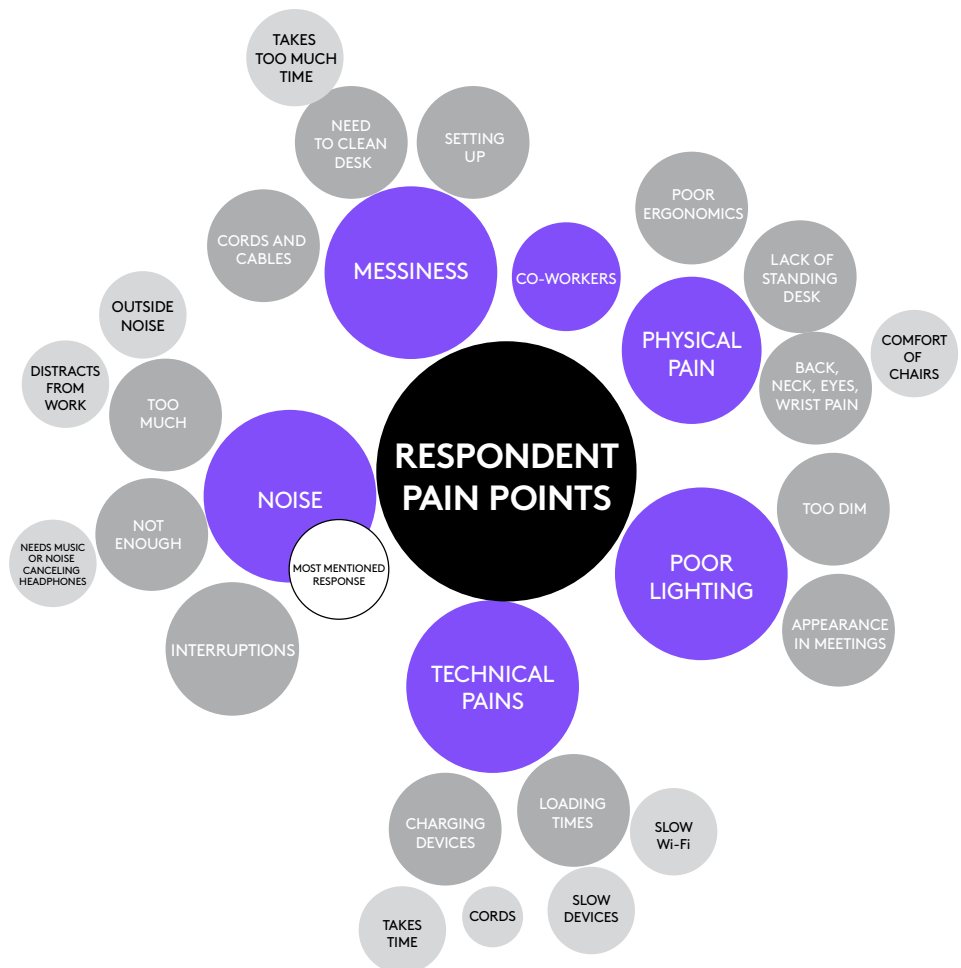 TAKES
TOO MUCH
TIME
NEED
TO CLEAN
DESK
SETTING
UP
CORDS AND
CABLES
MESSINESS
CO-WORKERS
POOR
ERGONOMICS
LACK OF
STANDING
DESK
PHYSICAL
PAIN
BACK,
NECK, EYES,
WRIST PAIN
COMFORT
OF
CHAIRS
OUTSIDE
NOISE
DISTRACTS
FROM
WORK
TOO
MUCH
NOISE
NOT
ENOUGH
NEEDS MUSIC
OR NOISE
CANCELING
HEADPHONES
MOST MENTIONED
RESPONSE
INTERRUPTIONS
RESPONDENT
PAIN POINTS
POOR
LIGHTING
TOO DIM
APPEARANCE
IN MEETINGS
TECHNICAL
PAINS
CHARGING
DEVICES
LOADING
TIMES
SLOW
Wi-Fi
TAKES
TIME
CORDS
SLOW
DEVICES